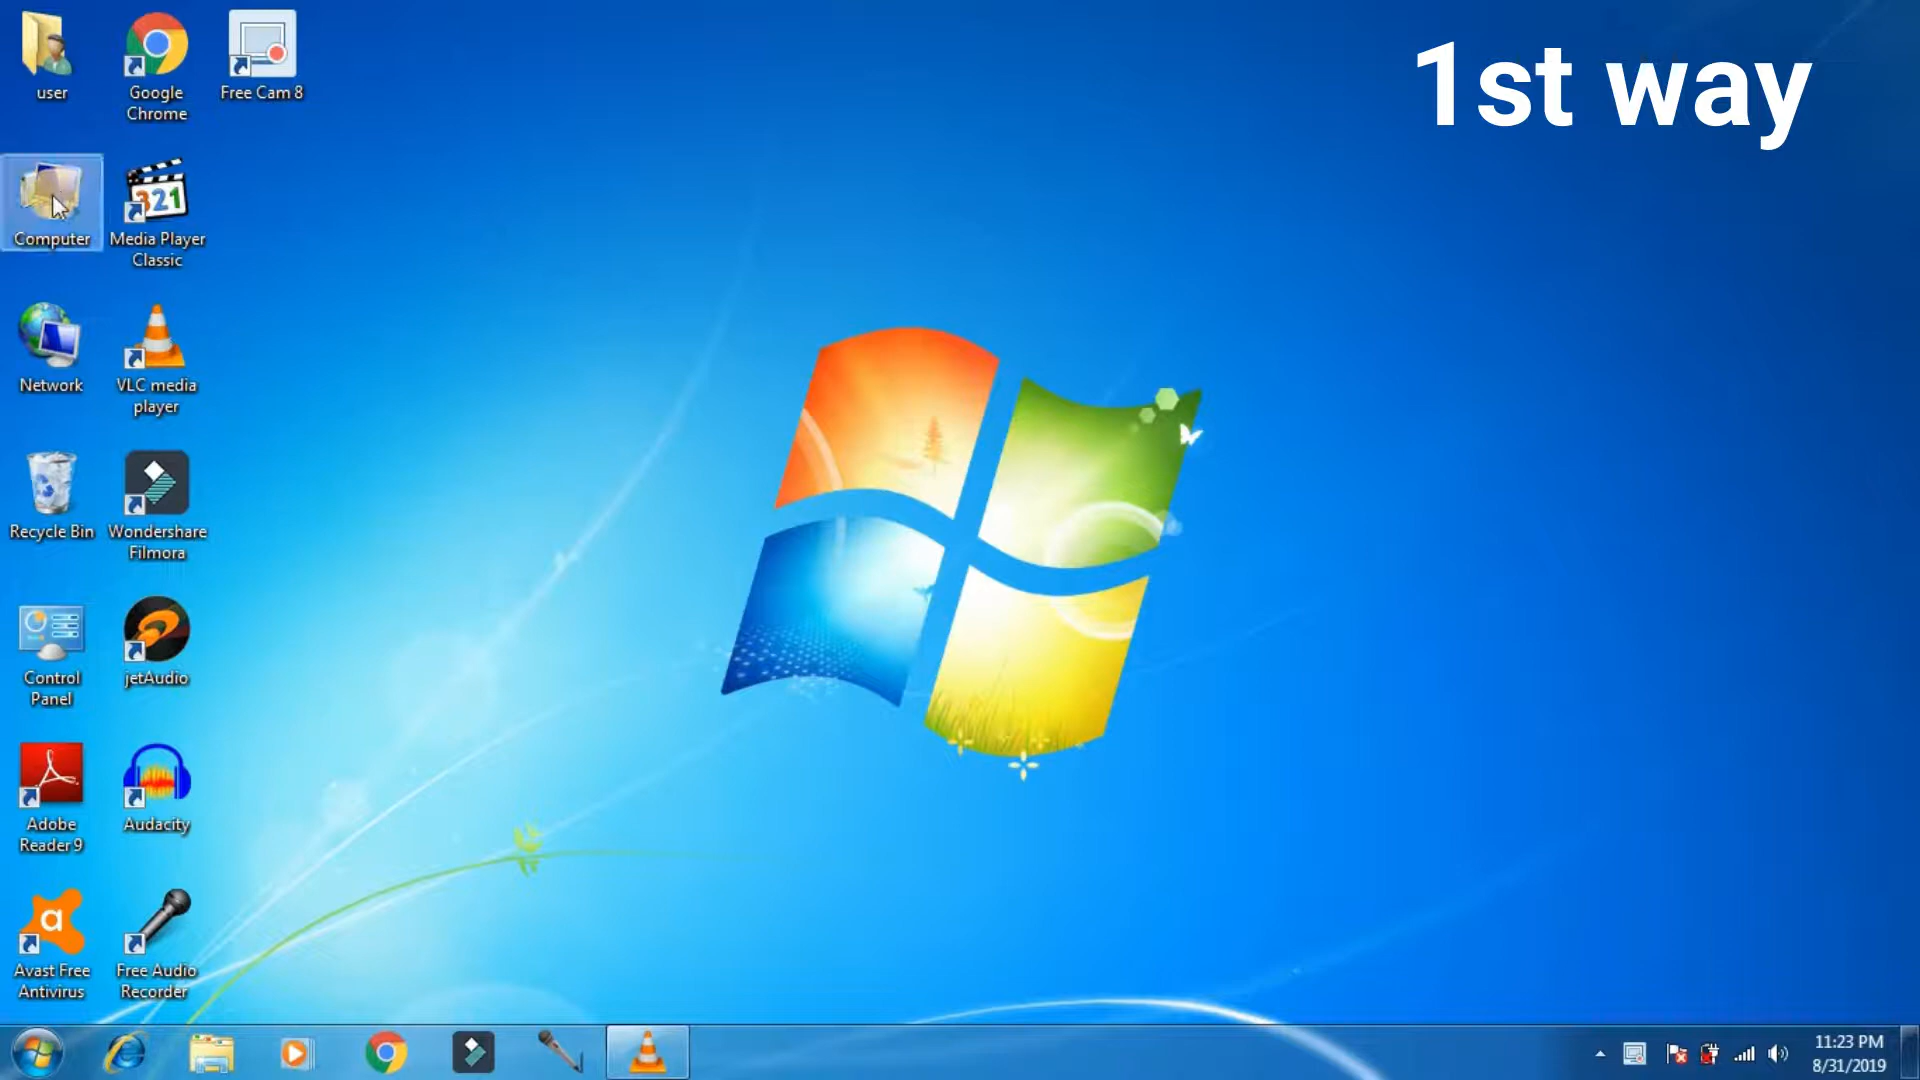 1st way
user
Google
Chrome
Free Cam 8
Computer
321
Media Player
Classic
Network
VLC media
player
Recycle Bin
Wondershare
Filmora
Control
Panel
jetAudio
Adobe
Reader 9
Audacity
a
Avast Free
Antivirus
Free Audio
Recorder
11:23 PM
8/31/2019